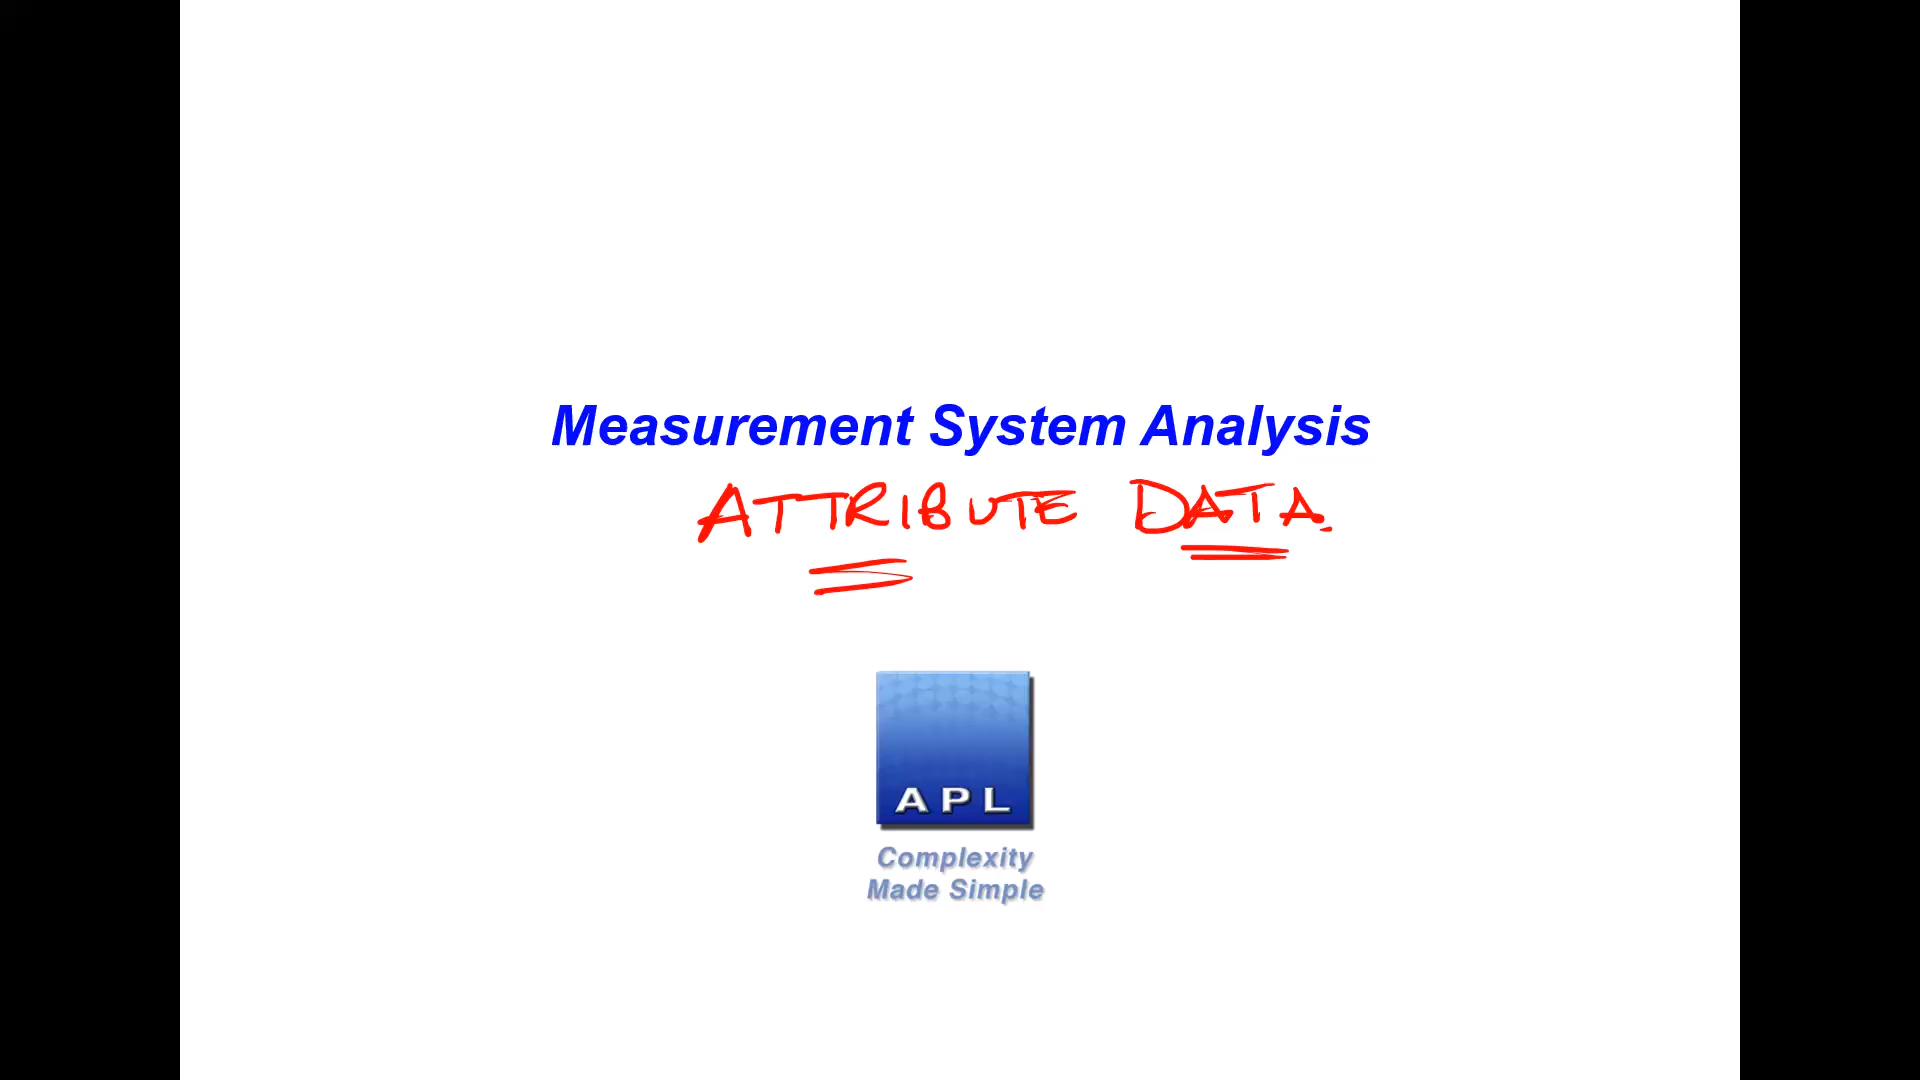 Measurement System Analysis
ATTRIBUTE DATA.
APL
Complexity
Made Simple